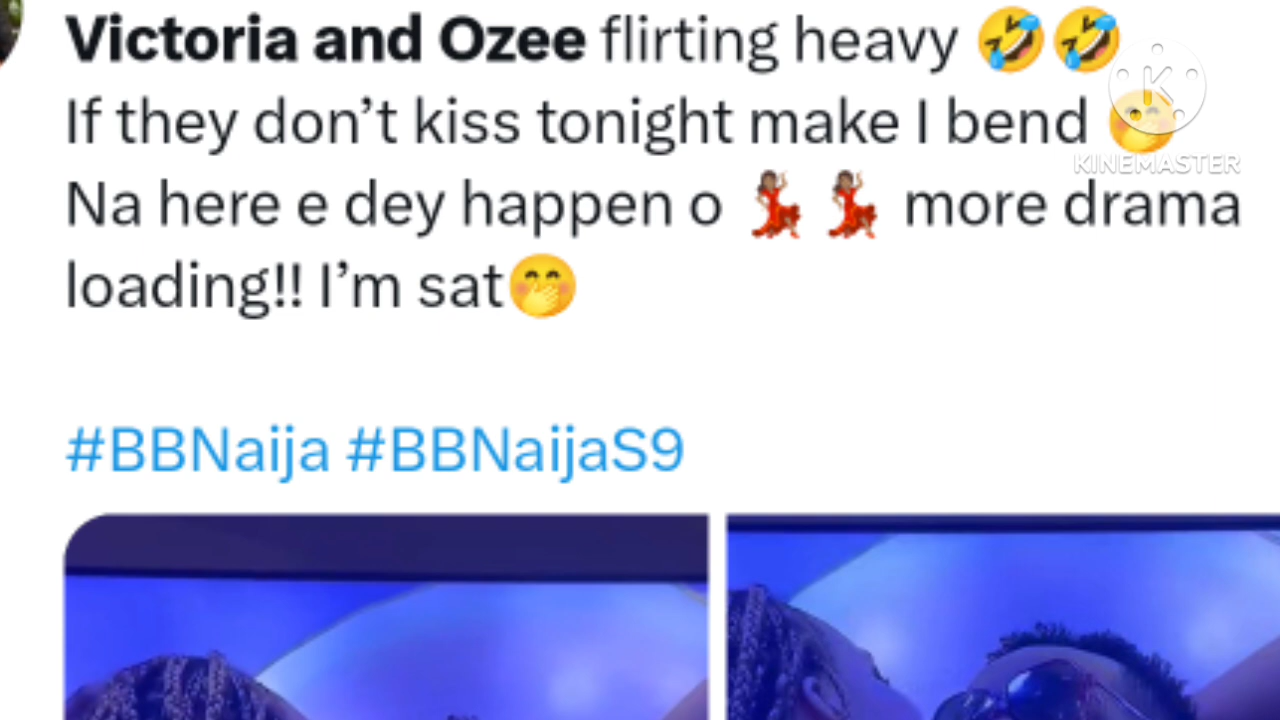 Victoria and Ozee flirting heavy 🤣🤣
If they don’t kiss tonight make I bend 🤭
KINEMASTER
Na here e dey happen o 💃🏽💃🏽 more drama
loading!! I’m sat🤭
#BBNaija #BBNaijaS9